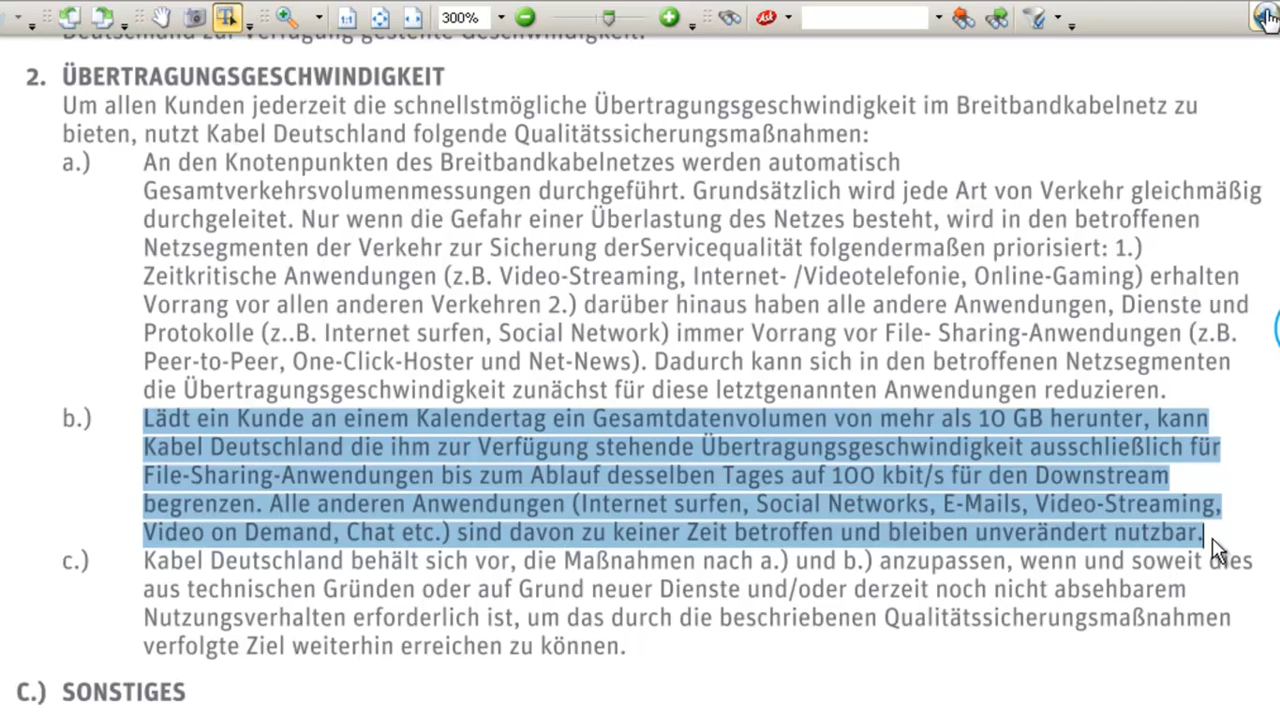 300%
Deutschland zur Verfügung gestellte Geschwindigkeit.
2. ÜBERTRAGUNGSGESCHWINDIGKEIT
Um allen Kunden jederzeit die schnellstmögliche Übertragungsgeschwindigkeit im Breitbandkabelnetz zu
bieten, nutzt Kabel Deutschland folgende Qualitätssicherungsmaßnahmen:
a.) An den Knotenpunkten des Breitbandkabelnetzes werden automatisch
Gesamtverkehrsvolumenmessungen durchgeführt. Grundsätzlich wird jede Art von Verkehr gleichmäßig
durchgeleitet. Nur wenn die Gefahr einer Überlastung des Netzes besteht, wird in den betroffenen
Netzsegmenten der Verkehr zur Sicherung derServicequalität folgendermaßen priorisiert: 1.)
Zeitkritische Anwendungen (z.B. Video-Streaming, Internet- /Videotelefonie, Online-Gaming) erhalten
Vorrang vor allen anderen Verkehren 2.) darüber hinaus haben alle andere Anwendungen, Dienste und
Protokolle (z..B. Internet surfen, Social Network) immer Vorrang vor File- Sharing-Anwendungen (z.B.
Peer-to-Peer, One-Click-Hoster und Net-News). Dadurch kann sich in den betroffenen Netzsegmenten
die Übertragungsgeschwindigkeit zunächst für diese letztgenannten Anwendungen reduzieren.
b.) Lädt ein Kunde an einem Kalendertag ein Gesamtdatenvolumen von mehr als 10 GB herunter, kann
Kabel Deutschland die ihm zur Verfügung stehende Übertragungsgeschwindigkeit ausschließlich für
File-Sharing-Anwendungen bis zum Ablauf desselben Tages auf 100 kbit/s für den Downstream
begrenzen. Alle anderen Anwendungen (Internet surfen, Social Networks, E-Mails, Video-Streaming,
Video on Demand, Chat etc.) sind davon zu keiner Zeit betroffen und bleiben unverändert nutzbar.
c.) Kabel Deutschland behält sich vor, die Maßnahmen nach a.) und b.) anzupassen, wenn und soweit dies
aus technischen Gründen oder auf Grund neuer Dienste und/oder derzeit noch nicht absehbarem
Nutzungsverhalten erforderlich ist, um das durch die beschriebenen Qualitätssicherungsmaßnahmen
verfolgte Ziel weiterhin erreichen zu können.
C.) SONSTIGES